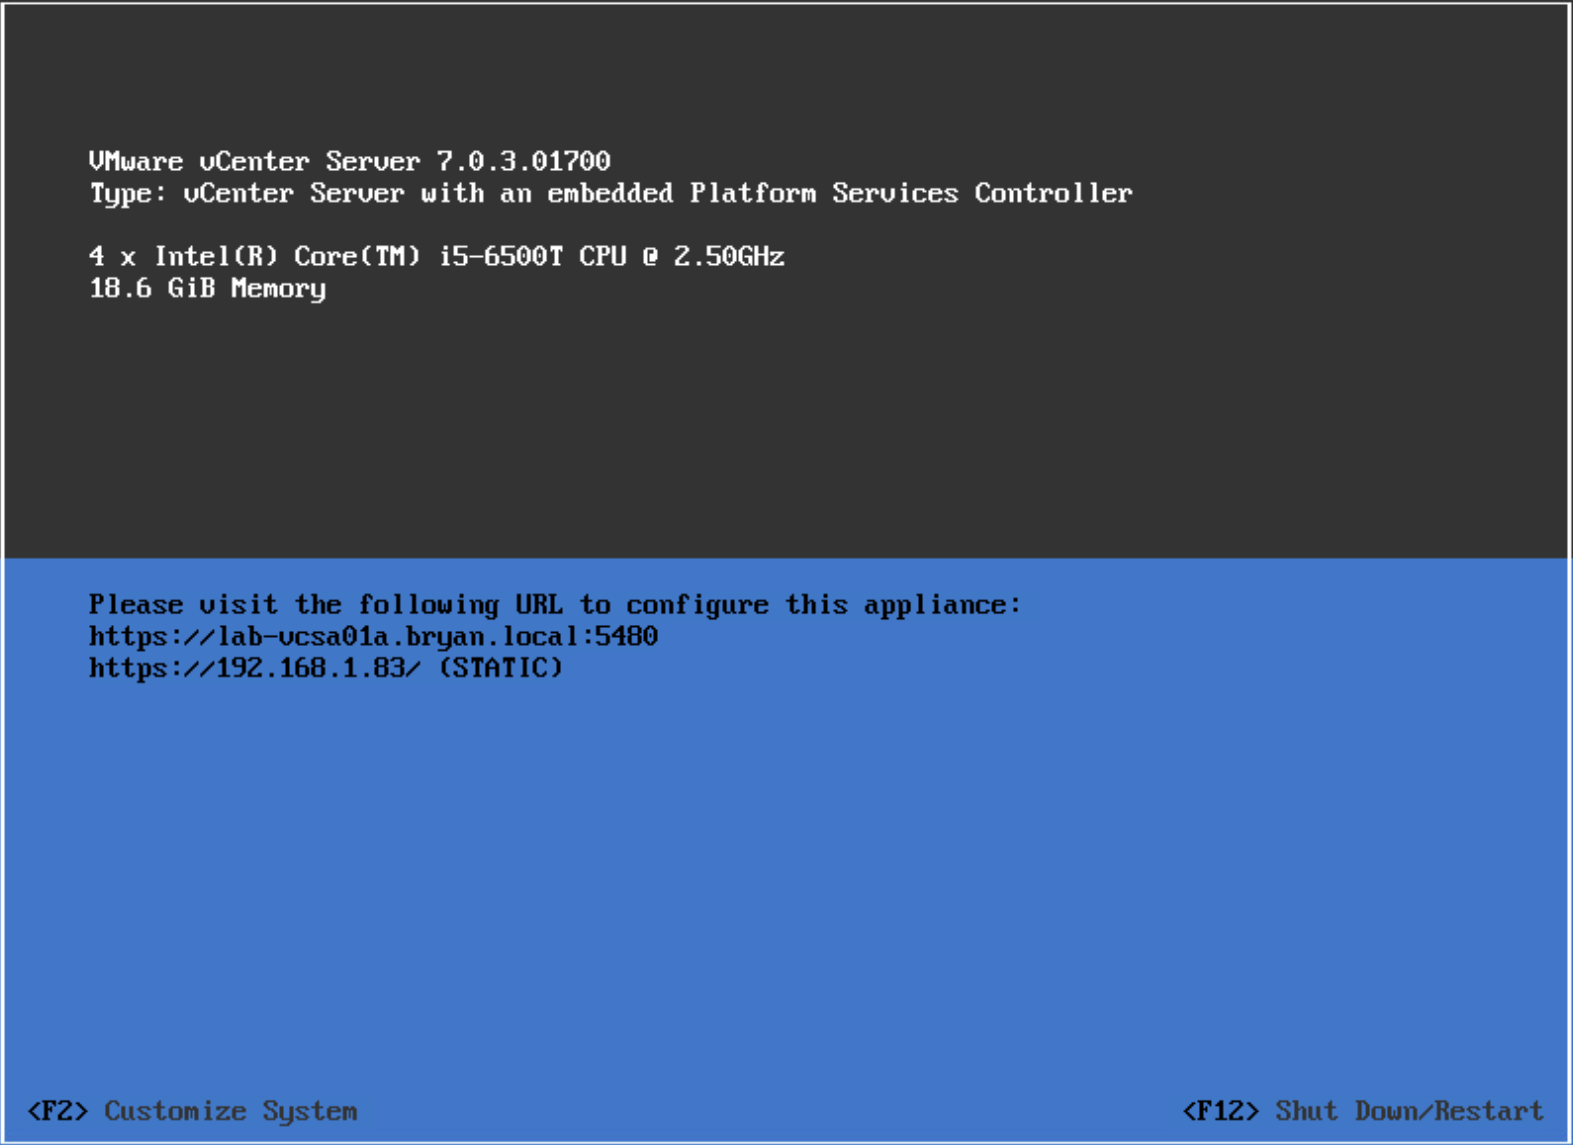 VMware vCenter Server 7.0.3.01700
Type: vCenter Server with an embedded Platform Services Controller
4 x Intel(R) Core(TM) i5-6500T CPU @ 2.50GHz
18.6 GiB Memory
Please visit the following URL to configure this appliance:
https://lab-vcsa01a.bryan.local:5480
https://192.168.1.83/ (STATIC)
<F2> Customize System
<F12> Shut Down/Restart